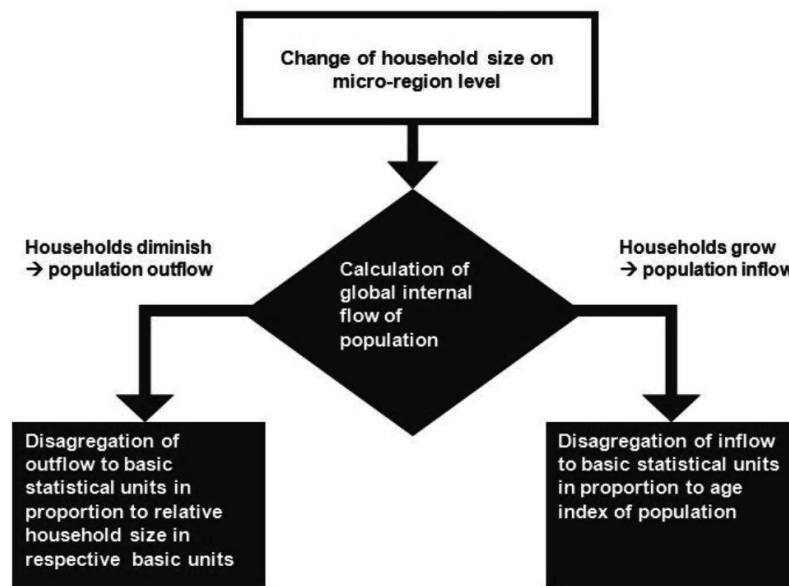 Change of household size on
micro-region level
Households diminish
→ population outflow
Households grow
→ population inflow
Calculation of
global internal
flow of
population
Disagregation of
outflow to basic
statistical units in
proportion to relative
household size in
respective basic units
Disagregation of inflow
to basic statistical units
in proportion to age
index of population